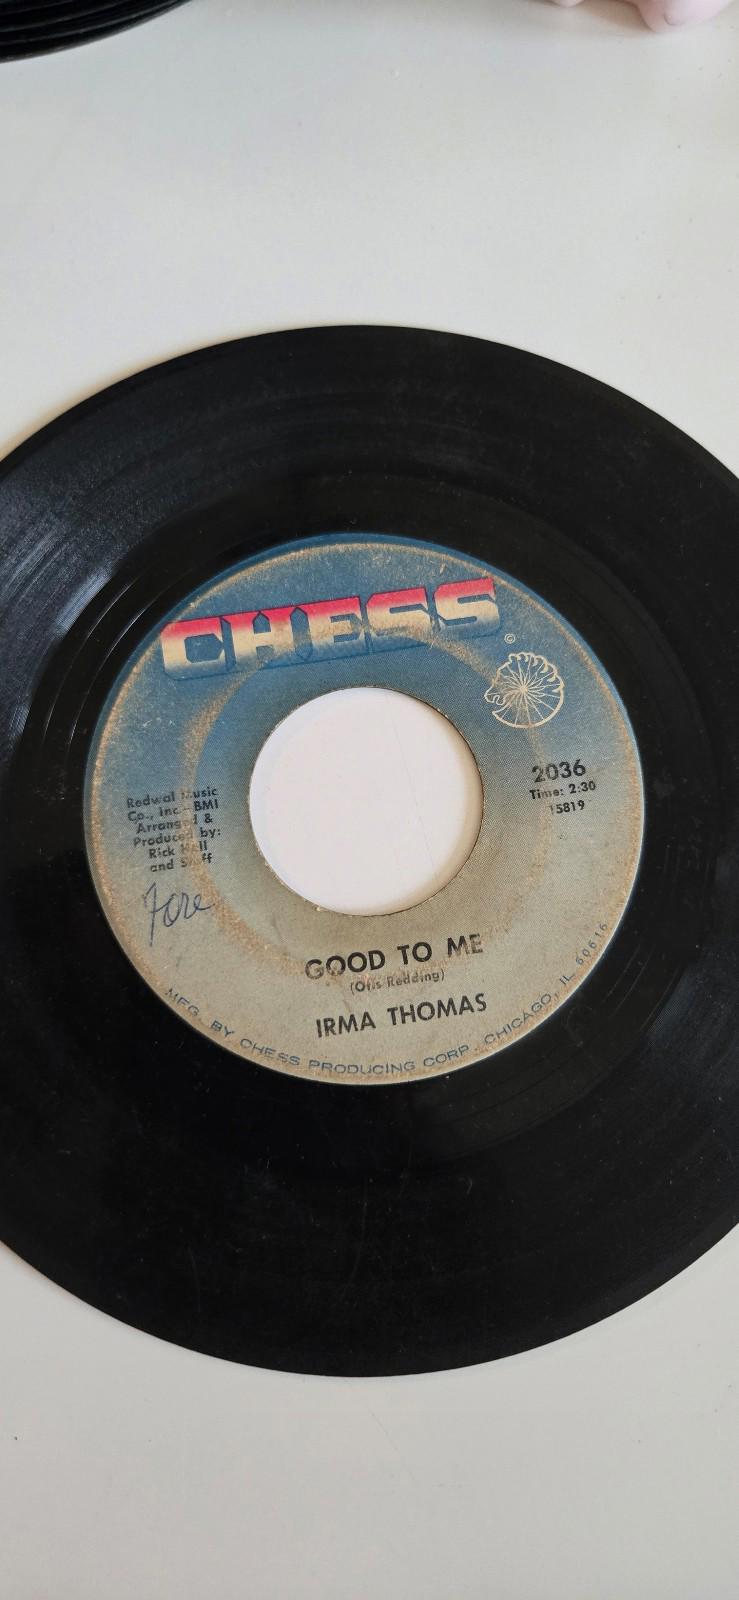 CHESS
©
2036
Time: 2:30
15819
Redwal Music
Co., Inc.-BMI
Arranged &
Produced by:
Rick Hall
and Staff
GOOD TO ME
(Otis Redding)
IRMA THOMAS
MFG. BY CHESS PRODUCING CORP. CHICAGO, IL 60616